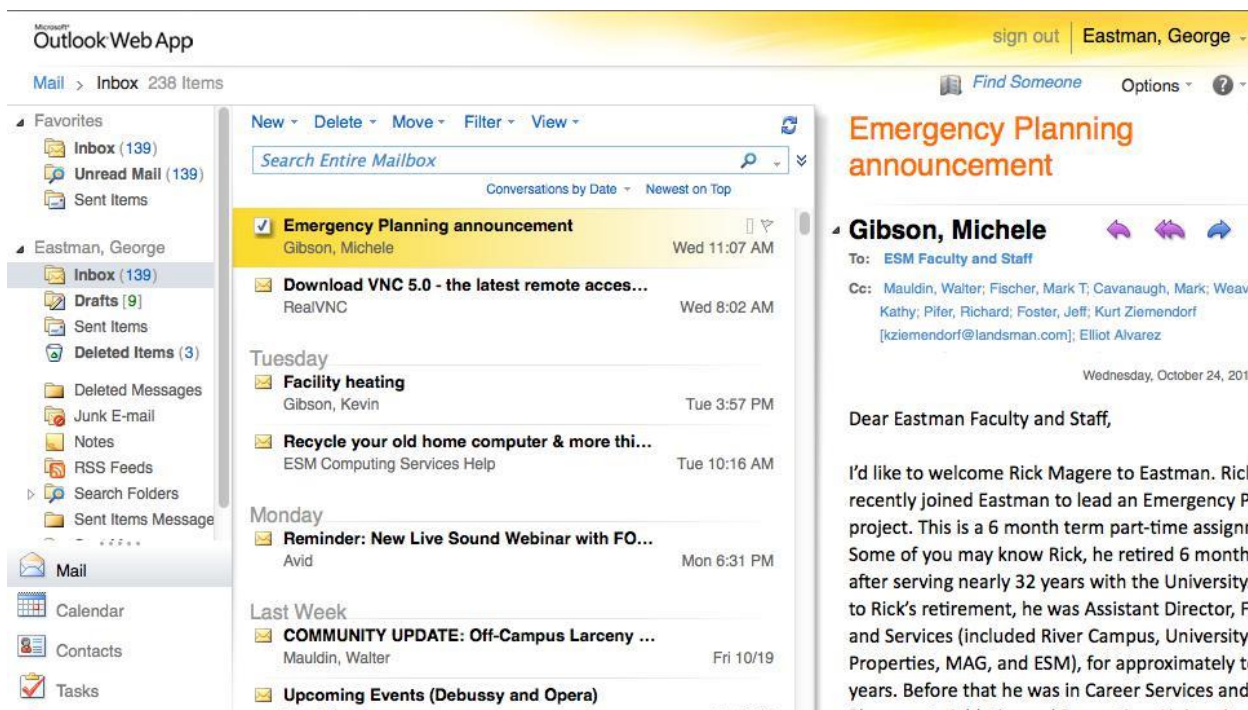 Microsoft®
Outlook Web App
sign out Eastman, George
Mail > Inbox 238 Items
Find Someone Options
Favorites
Inbox (139)
Unread Mail (139)
Sent Items
Eastman, George
Inbox (139)
Drafts [9]
Sent Items
Deleted Items (3)
Deleted Messages
Junk E-mail
Notes
RSS Feeds
Search Folders
Sent Items Message
Mail
Calendar
Contacts
Tasks
New Delete Move Filter View
Search Entire Mailbox
Conversations by Date Newest on Top
Emergency Planning announcement
Gibson, Michele Wed 11:07 AM
Download VNC 5.0 - the latest remote acces...
RealVNC Wed 8:02 AM
Tuesday
Facility heating
Gibson, Kevin Tue 3:57 PM
Recycle your old home computer & more thi...
ESM Computing Services Help Tue 10:16 AM
Monday
Reminder: New Live Sound Webinar with FO...
Avid Mon 6:31 PM
Last Week
COMMUNITY UPDATE: Off-Campus Larceny ...
Mauldin, Walter Fri 10/19
Upcoming Events (Debussy and Opera)
Emergency Planning
announcement
Gibson, Michele
To: ESM Faculty and Staff
Cc: Mauldin, Walter; Fischer, Mark T; Cavanaugh, Mark; Weav
Kathy; Pifer, Richard; Foster, Jeff; Kurt Ziemendorf
[kziemendorf@landsman.com]; Elliot Alvarez
Wednesday, October 24, 201
Dear Eastman Faculty and Staff,
I'd like to welcome Rick Magere to Eastman. Rick
recently joined Eastman to lead an Emergency P
project. This is a 6 month term part-time assignm
Some of you may know Rick, he retired 6 month
after serving nearly 32 years with the University
to Rick's retirement, he was Assistant Director, F
and Services (included River Campus, University
Properties, MAG, and ESM), for approximately t
years. Before that he was in Career Services and